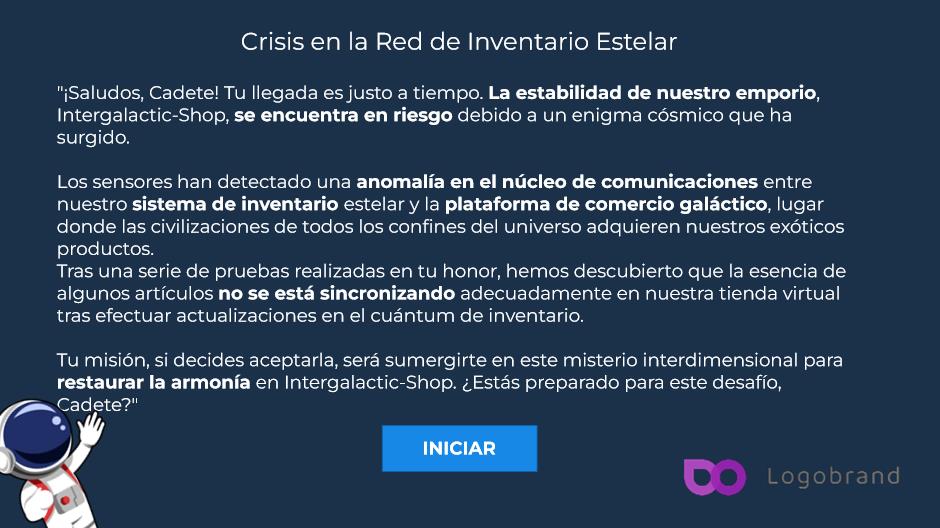 Crisis en la Red de Inventario Estelar
"¡Saludos, Cadete! Tu llegada es justo a tiempo. La estabilidad de nuestro emporio,
Intergalactic-Shop, se encuentra en riesgo debido a un enigma cósmico que ha
surgido.
Los sensores han detectado una anomalía en el núcleo de comunicaciones entre
nuestro sistema de inventario estelar y la plataforma de comercio galáctico, lugar
donde las civilizaciones de todos los confines del universo adquieren nuestros exóticos
productos.
Tras una serie de pruebas realizadas en tu honor, hemos descubierto que la esencia de
algunos artículos no se está sincronizando adecuadamente en nuestra tienda virtual
tras efectuar actualizaciones en el cuántum de inventario.
Tu misión, si decides aceptarla, será sumergirte en este misterio interdimensional para
restaurar la armonía en Intergalactic-Shop. ¿Estás preparado para este desafío,
Cadete?"
INICIAR
Logobrand